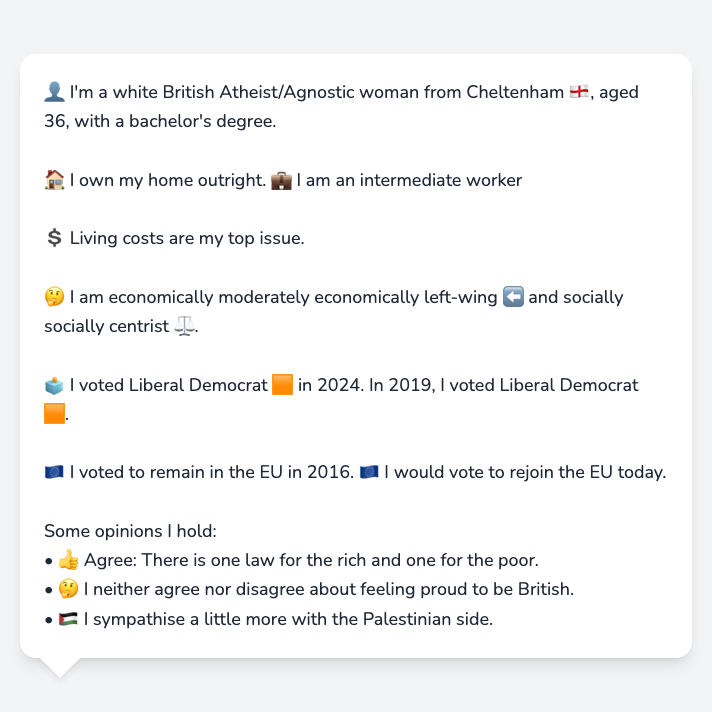 👤 I'm a white British Atheist/Agnostic woman from Cheltenham 🏴󠁧󠁢󠁥󠁮󠁧󠁿, aged
36, with a bachelor's degree.
🏠 I own my home outright. 💼 I am an intermediate worker
💲 Living costs are my top issue.
🤔 I am economically moderately economically left-wing ⬅️ and socially
socially centrist ⚖️.
🗳️ I voted Liberal Democrat 🟧 in 2024. In 2019, I voted Liberal Democrat
🟧.
🇪🇺 I voted to remain in the EU in 2016. 🇪🇺 I would vote to rejoin the EU today.
Some opinions I hold:
• 👍 Agree: There is one law for the rich and one for the poor.
• 🤔 I neither agree nor disagree about feeling proud to be British.
• 🇵🇸 I sympathise a little more with the Palestinian side.